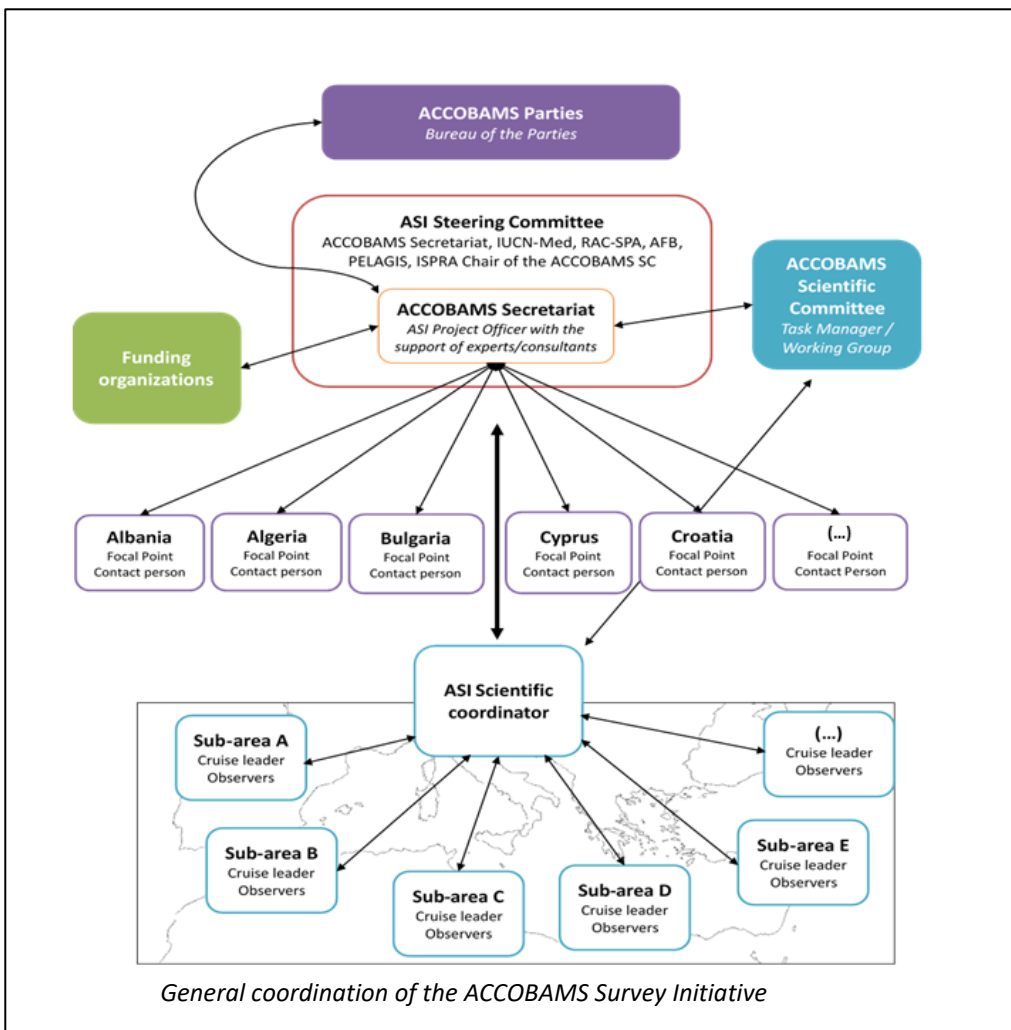 ACCOBAMS Parties
Bureau of the Parties
ASI Steering Committee
ACCOBAMS Secretariat, IUCN-Med, RAC-SPA, AFB,
PELAGIS, ISPRA Chair of the ACCOBAMS SC
ACCOBAMS Secretariat
ASI Project Officer with the
support of experts/consultants
ACCOBAMS
Scientific
Committee
Task Manager /
Working Group
Funding
organizations
Albania
Focal Point
Contact person
Algeria
Focal Point
Contact person
Bulgaria
Focal Point
Contact person
Cyprus
Focal Point
Contact person
Croatia
Focal Point
Contact person
(...)
Focal Point
Contact Person
ASI Scientific
coordinator
Sub-area A
Cruise leader
Observers
Sub-area B
Cruise leader
Observers
Sub-area C
Cruise leader
Observers
Sub-area D
Cruise leader
Observers
Sub-area E
Cruise leader
Observers
(...)
Cruise leader
Observers
General coordination of the ACCOBAMS Survey Initiative